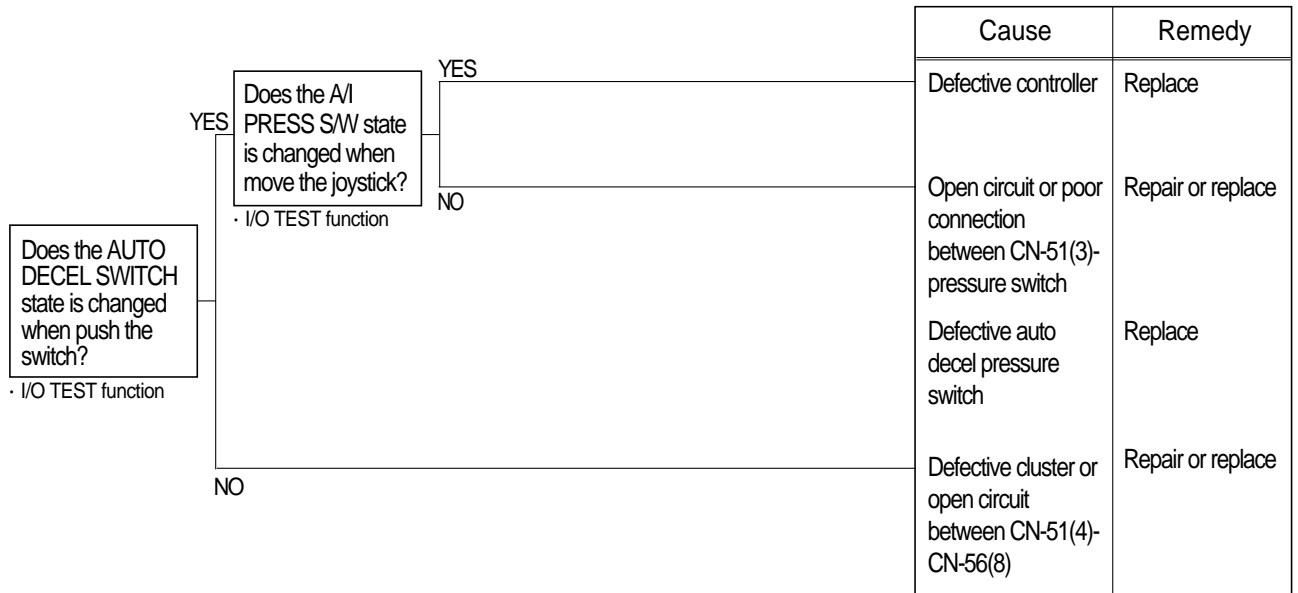 Cause
Remedy
YES
Does the A/I
PRESS S/W state
is changed when
move the joystick?
· I/O TEST function
YES
Defective controller
Replace
NO
Open circuit or poor
connection
between CN-51(3)-
pressure switch
Repair or replace
Does the AUTO
DECEL SWITCH
state is changed
when push the
switch?
· I/O TEST function
Defective auto
decel pressure
switch
Replace
NO
Defective cluster or
open circuit
between CN-51(4)-
CN-56(8)
Repair or replace